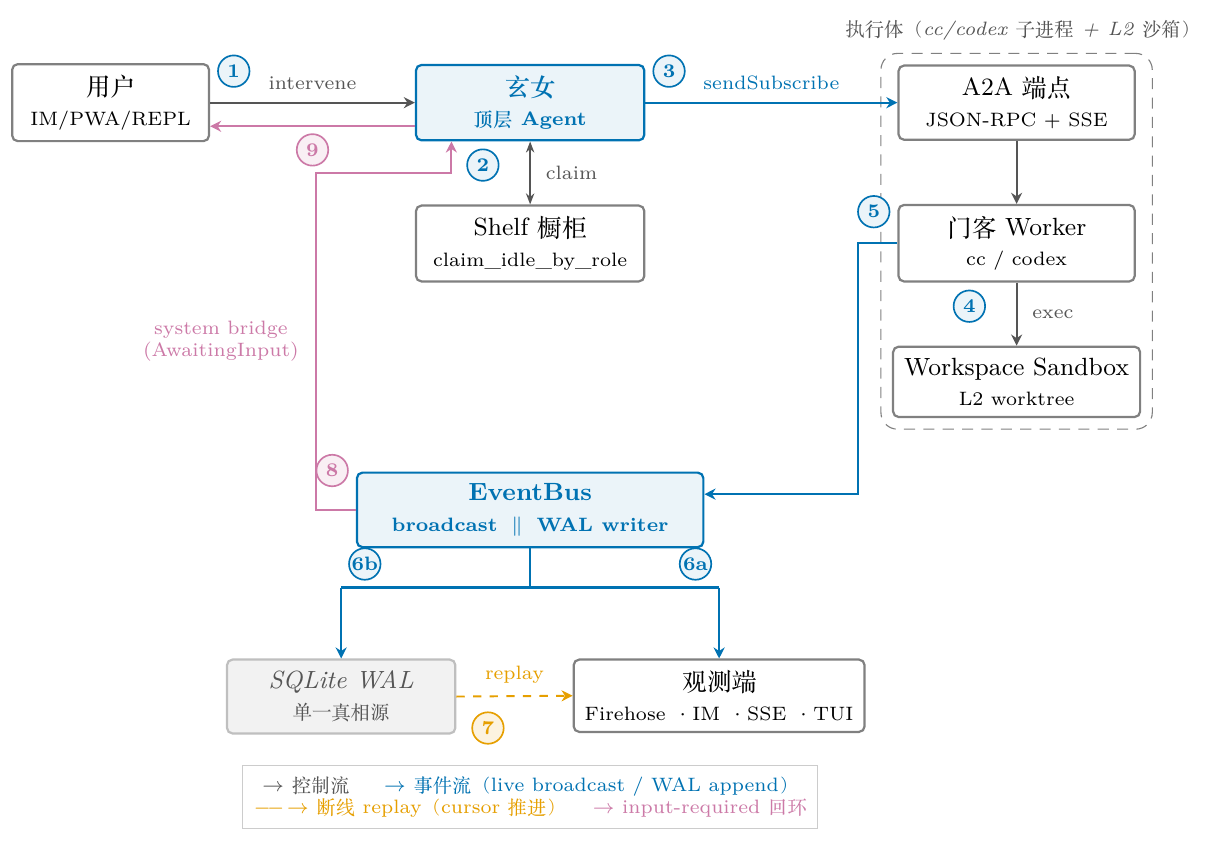 执行体（cc/codex 子进程 + L2 沙箱）
用户
IM/PWA/REPL
1
intervene
玄女
顶层 Agent
3
sendSubscribe
A2A 端点
JSON-RPC + SSE
9
2
claim
Shelf 橱柜
claim_idle_by_role
5
门客 Worker
cc / codex
4
exec
Workspace Sandbox
L2 worktree
system bridge
(AwaitingInput)
8
EventBus
broadcast ∥ WAL writer
6b
6a
SQLite WAL
单一真相源
replay
7
观测端
Firehose · IM · SSE · TUI
→ 控制流 → 事件流（live broadcast / WAL append）
—— → 断线 replay（cursor 推进） → input-required 回环